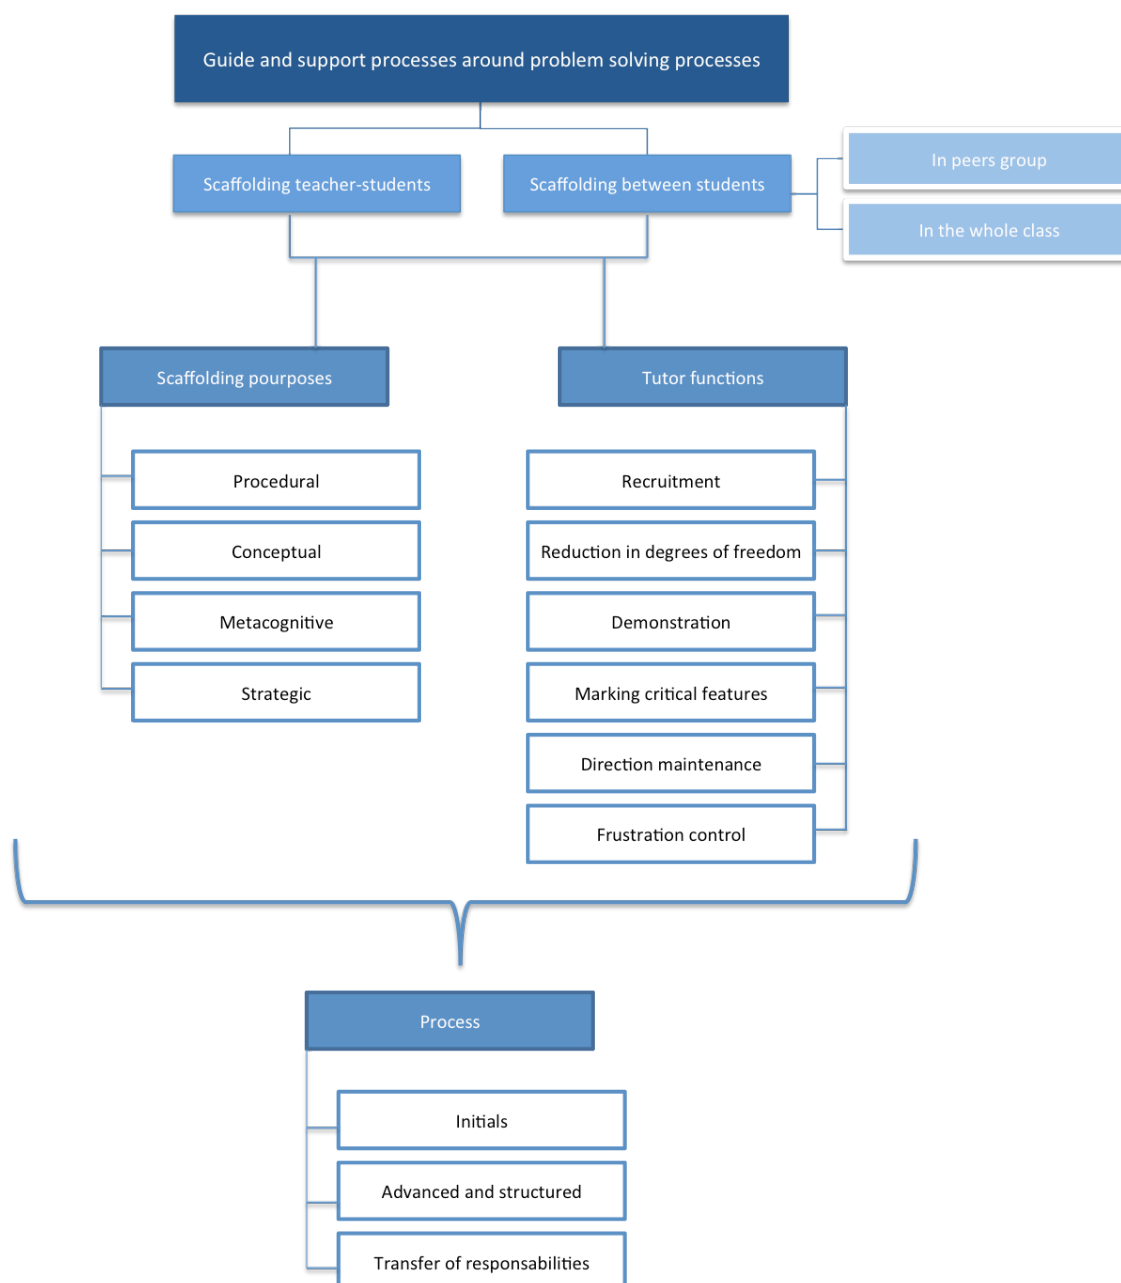 Guide and support processes around problem solving processes
Scaffolding teacher-students
Scaffolding between students
In peers group
In the whole class
Scaffolding pourposes
Tutor functions
Procedural
Conceptual
Metacognitive
Strategic
Recruitment
Reduction in degrees of freedom
Demonstration
Marking critical features
Direction maintenance
Frustration control
Process
Initials
Advanced and structured
Transfer of responsabilities